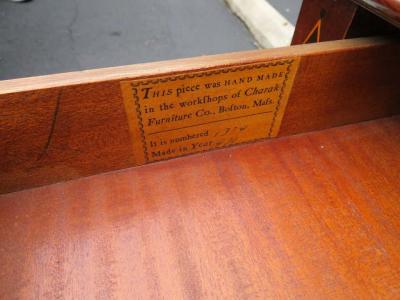 THIS piece was HAND MADE
in the workſhops of Charak
Furniture Co., Boſton, Maſs.
It is numbered 1714
Made in Year